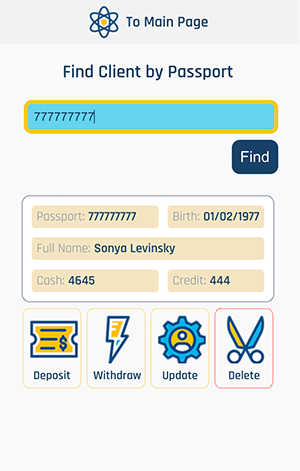 To Main Page
Find Client by Passport
777777777
Find
Passport: 777777777 Birth: 01/02/1977
Full Name: Sonya Levinsky
Cash: 4645 Credit: 444
Deposit Withdraw Update Delete